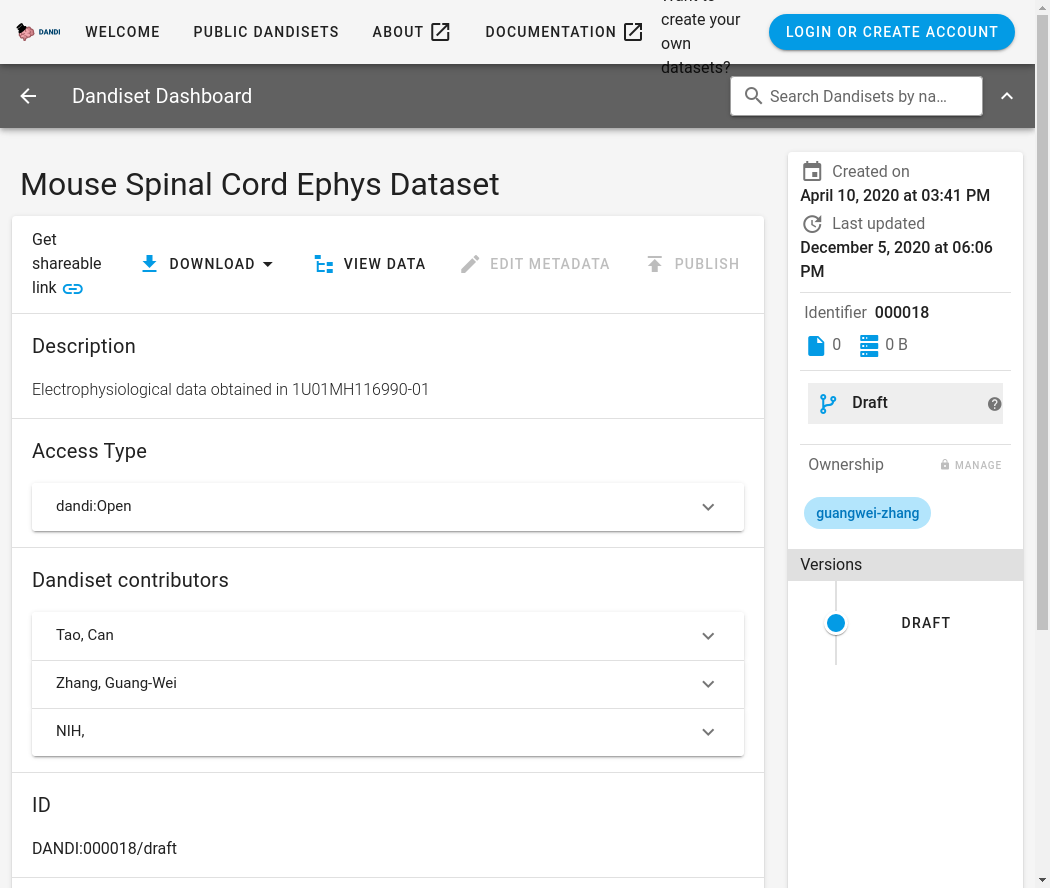 DANDI
WELCOME
PUBLIC DANDISETS
ABOUT
DOCUMENTATION
create your
own
datasets?
LOGIN OR CREATE ACCOUNT
Dandiset Dashboard
Search Dandisets by na...
Mouse Spinal Cord Ephys Dataset
Get
shareable
link
DOWNLOAD
VIEW DATA
EDIT METADATA
PUBLISH
Description
Electrophysiological data obtained in 1U01MH116990-01
Access Type
dandi:Open
Dandiset contributors
Tao, Can
Zhang, Guang-Wei
NIH,
ID
DANDI:000018/draft
Created on
April 10, 2020 at 03:41 PM
Last updated
December 5, 2020 at 06:06
PM
Identifier 000018
0 0 B
Draft
Ownership
MANAGE
guangwei-zhang
Versions
DRAFT